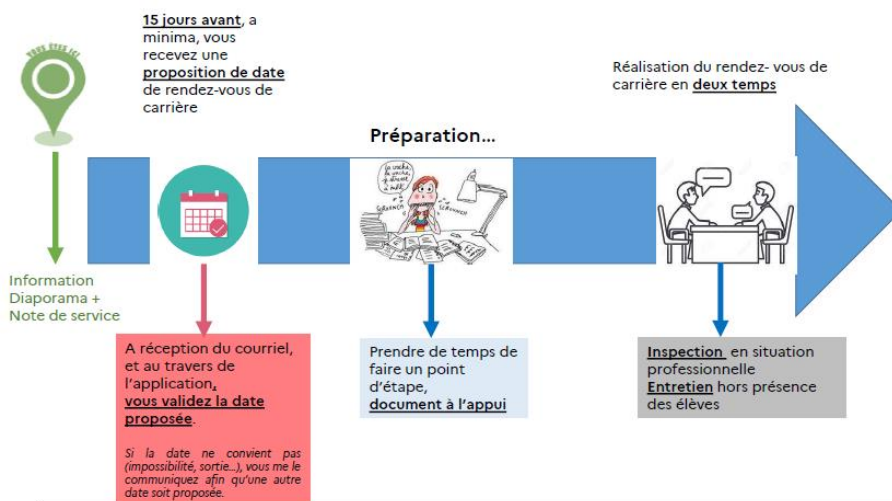 VOUS ÊTES ICI
15 jours avant, a
minima, vous
recevez une
proposition de date
de rendez-vous de
carrière
Réalisation du rendez- vous de
carrière en deux temps
Préparation...
Information
Diaporama +
Note de service
A réception du courriel,
et au travers de
l'application,
vous validez la date
proposée.
Si la date ne convient pas
(impossibilité, sortie...), vous me le
communiquez afin qu'une autre
date soit proposée.
Prendre de temps de
faire un point
d'étape,
document à l'appui
Inspection en situation
professionnelle
Entretien hors présence
des élèves